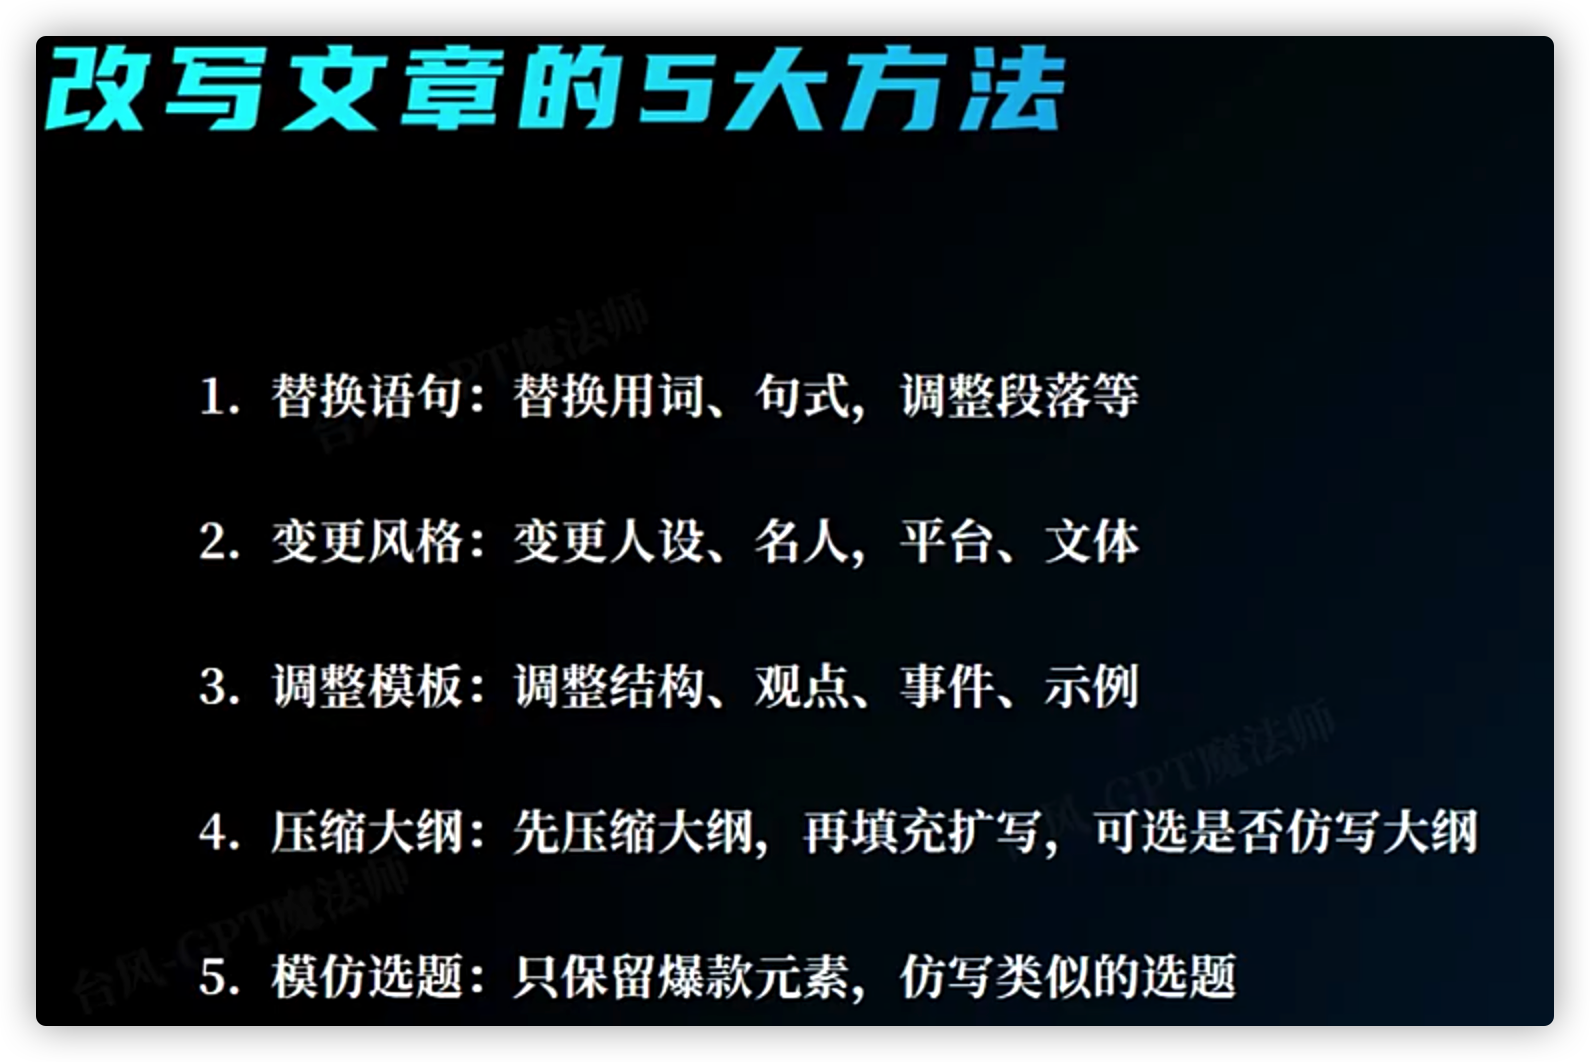 改写文章的5大方法
台风-GPT魔法师
1. 替换语句：替换用词、句式，调整段落等
2. 变更风格：变更人设、名人，平台、文体
3. 调整模板：调整结构、观点、事件、示例
台风-GPT魔法师
4. 压缩大纲：先压缩大纲，再填充扩写，可选是否仿写大纲
台风-GPT魔法师
5. 模仿选题：只保留爆款元素，仿写类似的选题